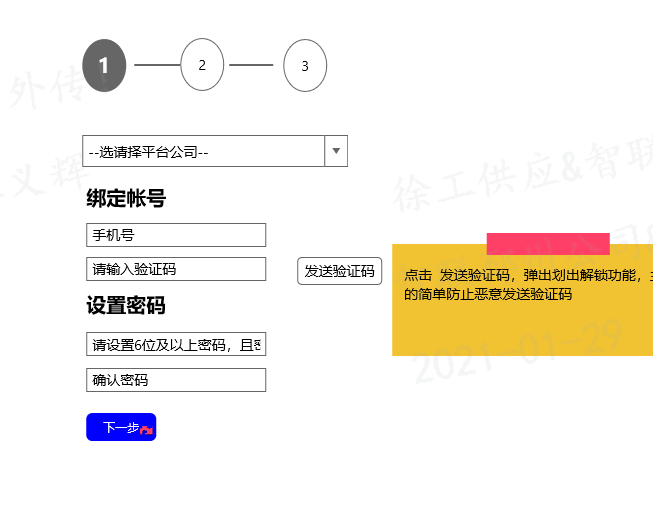 1
2
3
外传
--选请择平台公司--
义辉
徐工供应&智联
绑定帐号
手机号
请输入验证码
发送验证码
点击 发送验证码，弹出划出解锁功能，
的简单防止恶意发送验证码
设置密码
请设置6位及以上密码，且
确认密码
2021-01-29
下一步